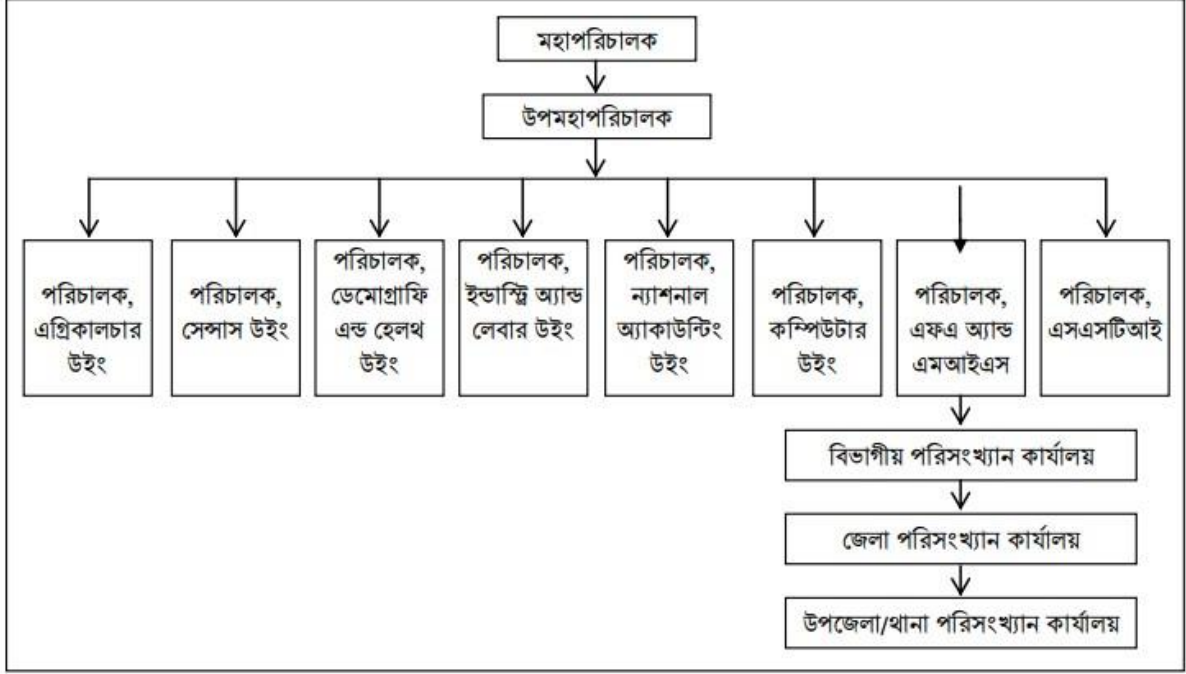 মহাপরিচালক
উপমহাপরিচালক
পরিচালক,
এগ্রিকালচার
উইং
পরিচালক,
সেন্সাস উইং
পরিচালক,
ডেমোগ্রাফি
এন্ড হেলথ
উইং
পরিচালক,
ইন্ডাস্ট্রি অ্যান্ড
লেবার উইং
পরিচালক,
ন্যাশনাল
অ্যাকাউন্টিং
উইং
পরিচালক,
কম্পিউটার
উইং
পরিচালক,
এফএ অ্যান্ড
এমআইএস
পরিচালক,
এসএসটিআই
বিভাগীয় পরিসংখ্যান কার্যালয়
জেলা পরিসংখ্যান কার্যালয়
উপজেলা/থানা পরিসংখ্যান কার্যালয়